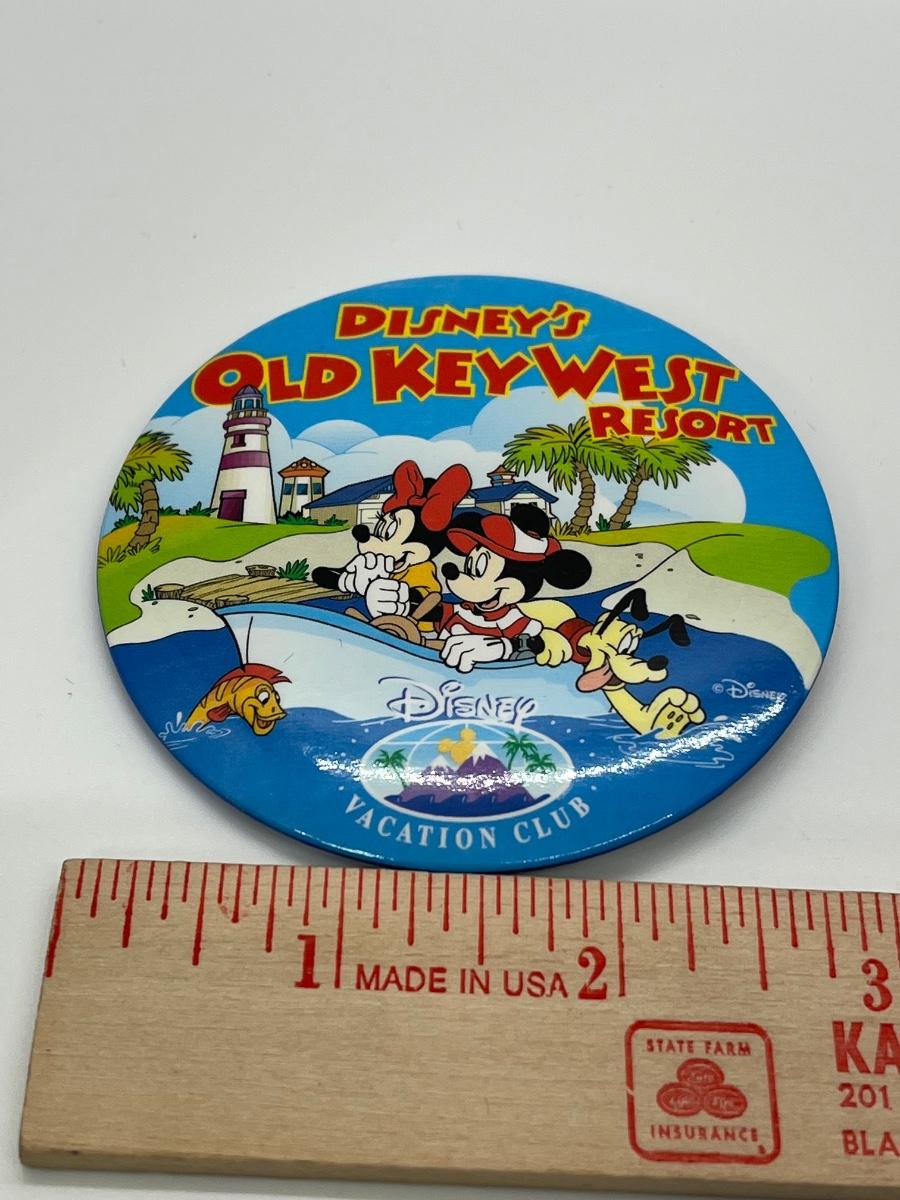 DISNEY'S
OLD KEY WEST
RESORT
© DISNEY
Disney
VACATION CLUB
1 MADE IN USA 2 3
STATE FARM
INSURANCE
KA
201
BLA